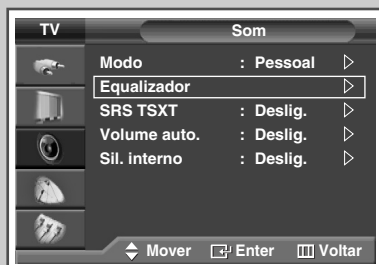 TV Som
Modo : Pessoal
Equalizador
SRS TSXT : Deslig.
Volume auto. : Deslig.
Sil. interno : Deslig.
Mover Enter Voltar